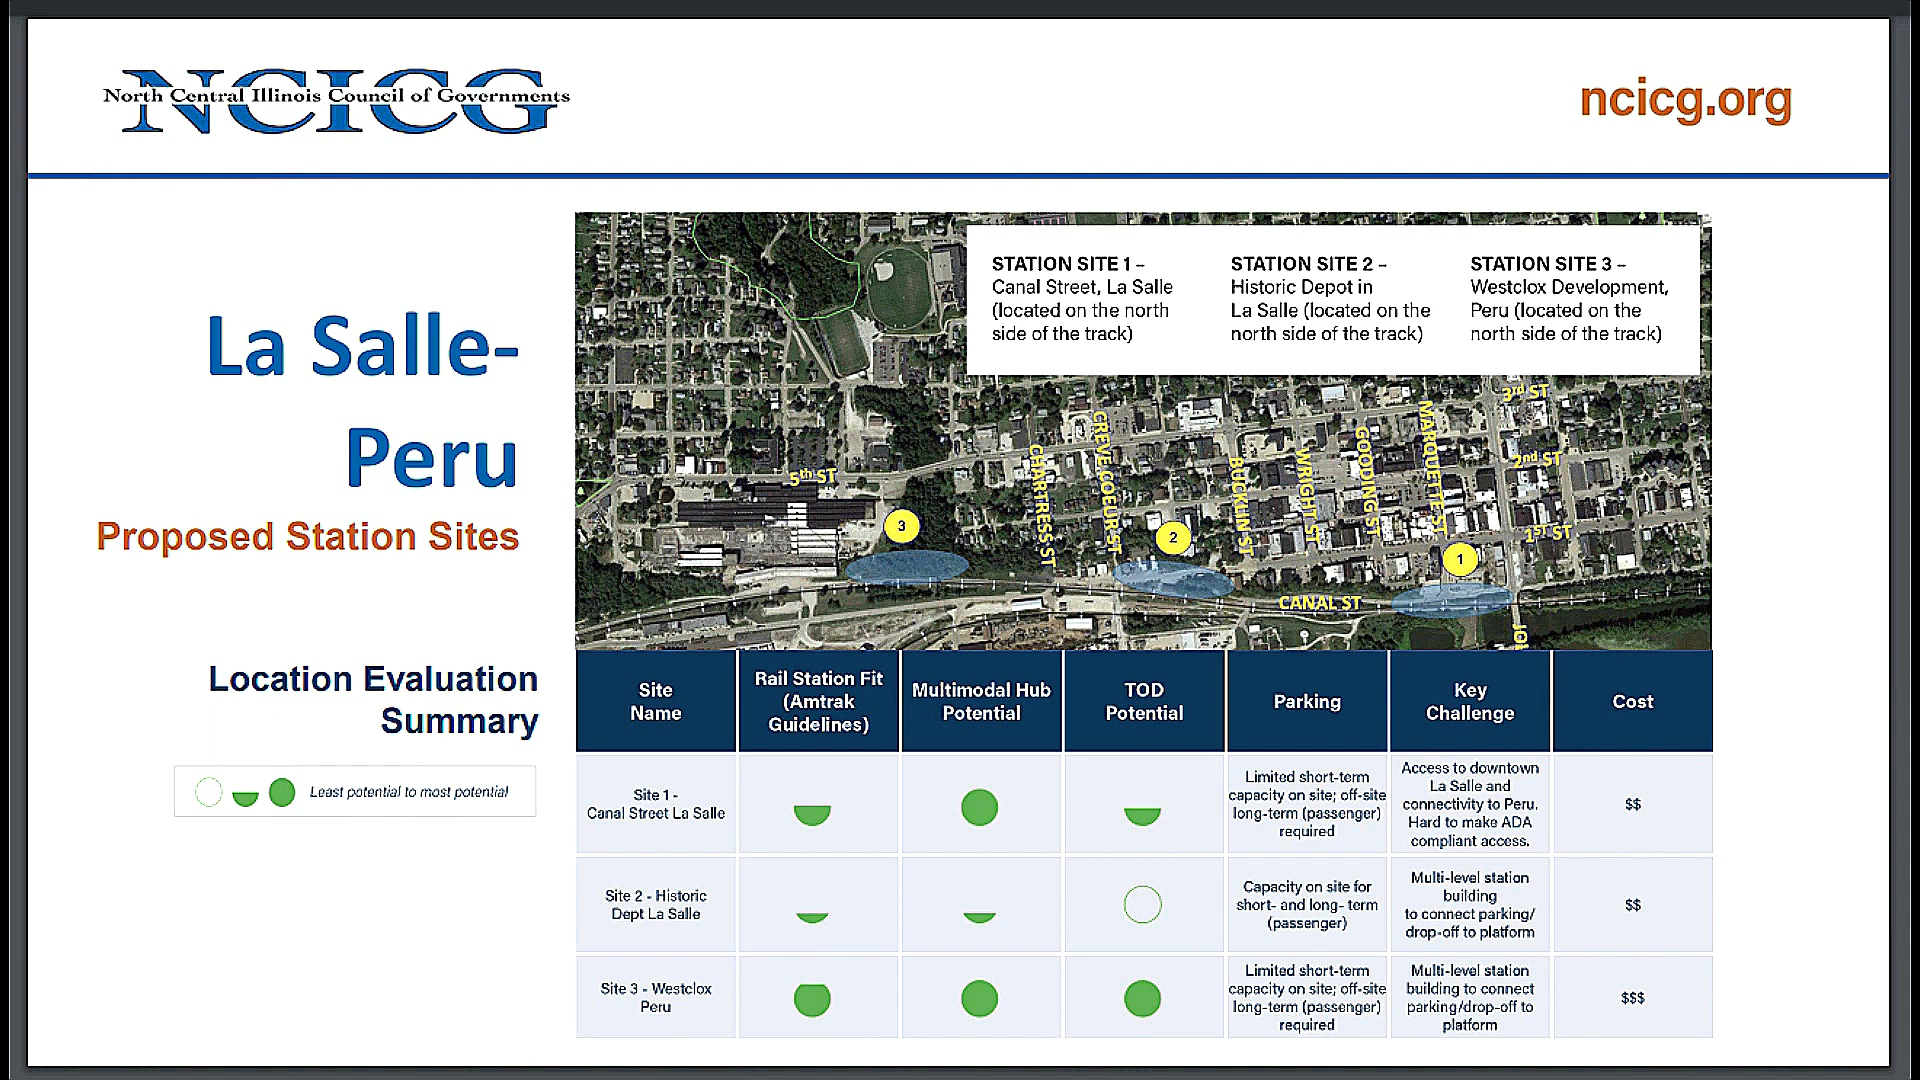 NCICG
North Central Illinois Council of Governments
ncicg.org
La Salle-
Peru
Proposed Station Sites
STATION SITE 1 –
Canal Street, La Salle
(located on the north
side of the track)
STATION SITE 2 –
Historic Depot in
La Salle (located on the
north side of the track)
STATION SITE 3 –
Westclox Development,
Peru (located on the
north side of the track)
3rd ST
2nd ST
1ST ST
5th ST
CHARTRESS ST
CREVE COEUR ST
BUCKLIN ST
WRIGHT ST
GOODING ST
MARQUETTE ST
CANAL ST
JOI
3
2
1
Location Evaluation
Summary
Least potential to most potential
Site
Name
Rail Station Fit
(Amtrak
Guidelines)
Multimodal Hub
Potential
TOD
Potential
Parking
Key
Challenge
Cost
Site 1 -
Canal Street La Salle
Limited short-term
capacity on site; off-site
long-term (passenger)
required
Access to downtown
La Salle and
connectivity to Peru.
Hard to make ADA
compliant access.
$$
Site 2 - Historic
Dept La Salle
Capacity on site for
short- and long- term
(passenger)
Multi-level station
building
to connect parking/
drop-off to platform
$$
Site 3 - Westclox
Peru
Limited short-term
capacity on site; off-site
long-term (passenger)
required
Multi-level station
building to connect
parking/drop-off to
platform
$$$